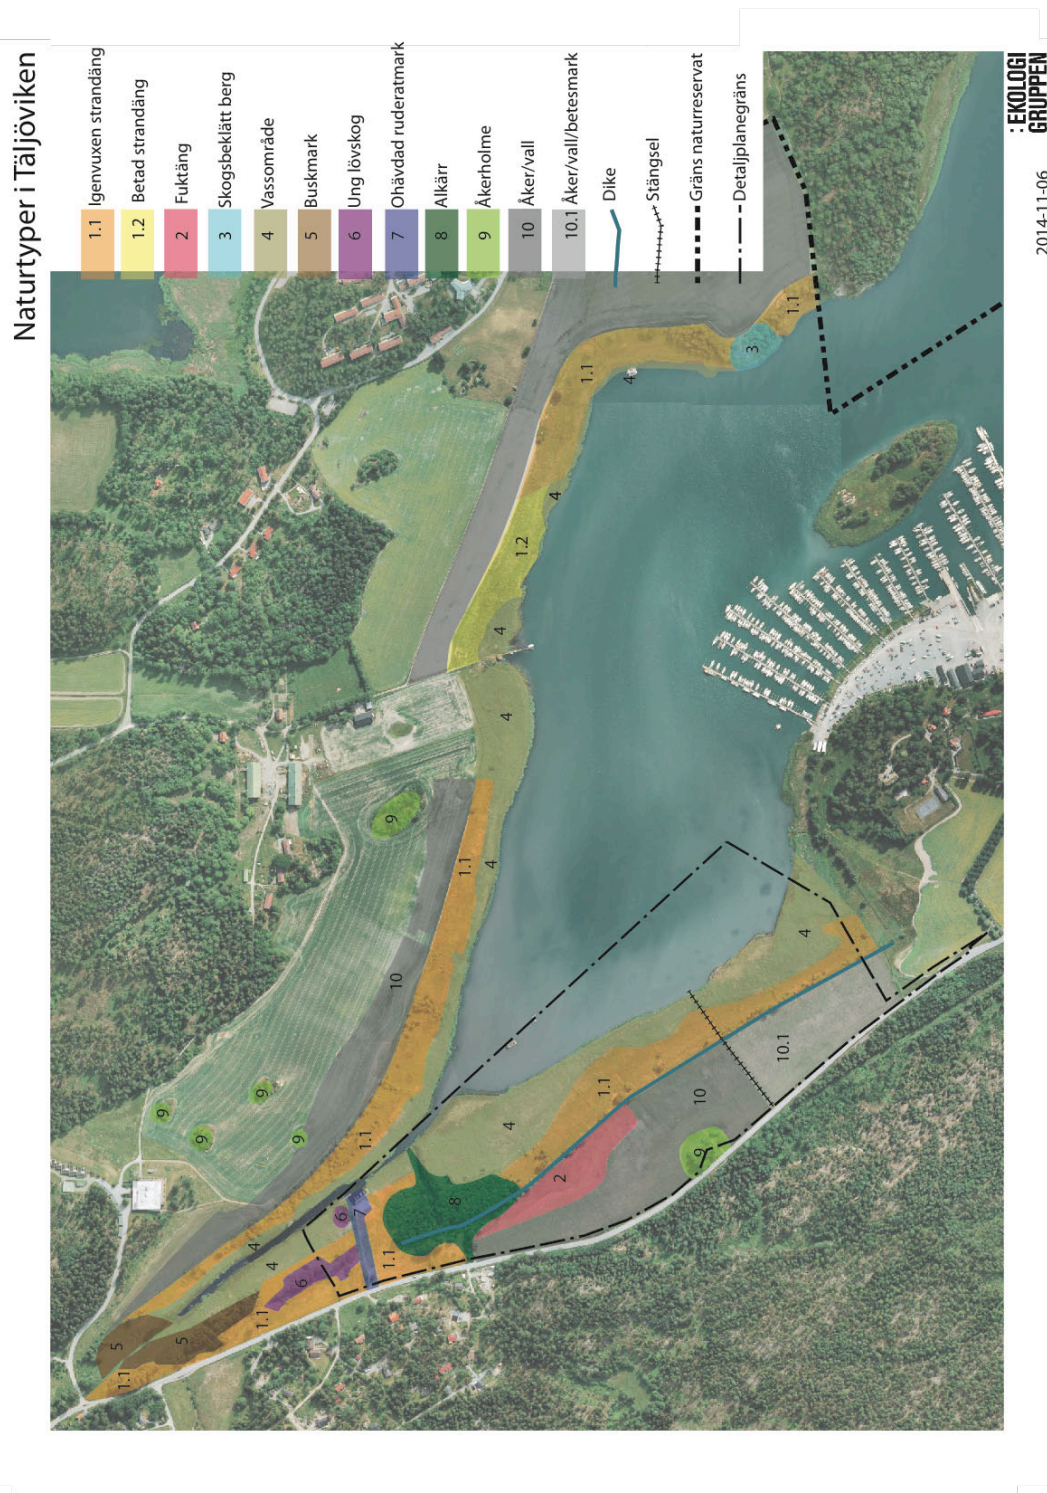 Naturtyper i Täljöviken
1.1 Igenvuxen strandäng
1.2 Betad strandäng
2 Fuktäng
3 Skogsbeklätt berg
4 Vassområde
5 Buskmark
6 Ung lövskog
7 Ohävdad ruderatmark
8 Alkärr
9 Åkerholme
10 Åker/vall
10.1 Åker/vall/betesmark
Dike
Stängsel
Gräns naturreservat
Detaljplanegräns
5
1.1
5
1.1
4
4
6
6
7
1.1
9
9
9
9
1.1
8
4
2
9
10
1.1
10.1
4
10
1.1
4
9
4
4
1.2
4
1.1
4
3
1.1
2014-11-06
: EKOLOGI
GRUPPEN